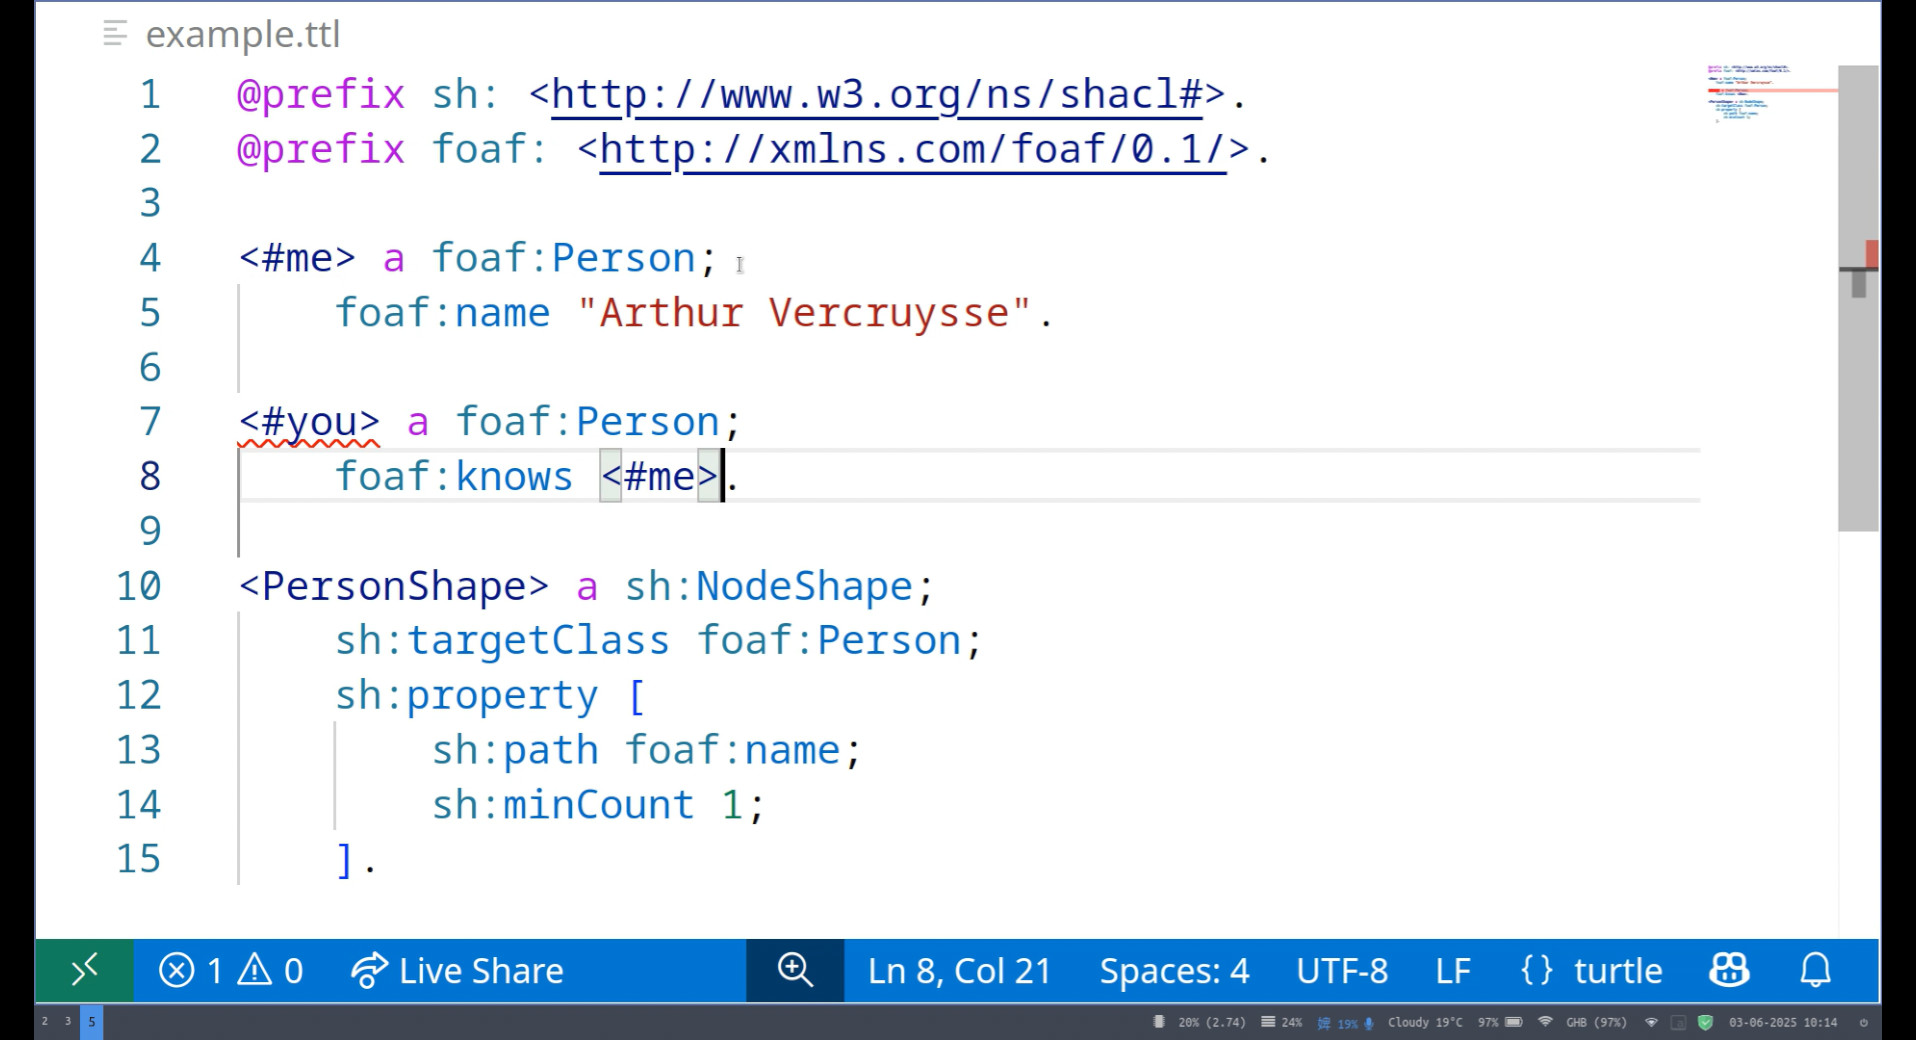 example.ttl
1 @prefix sh: <http://www.w3.org/ns/shacl#>.
2 @prefix foaf: <http://xmlns.com/foaf/0.1/>.
3
4 <#me> a foaf:Person;
5 foaf:name "Arthur Vercruysse".
6
7 <#you> a foaf:Person;
8 foaf:knows <#me>.
9
10 <PersonShape> a sh:NodeShape;
11 sh:targetClass foaf:Person;
12 sh:property [
13 sh:path foaf:name;
14 sh:minCount 1;
15 ].
1 0 Live Share Ln 8, Col 21 Spaces: 4 UTF-8 LF {} turtle
2 3 5 20% (2.74) 24% 19% Cloudy 19°C 97% GHB (97%) 03-06-2025 10:14